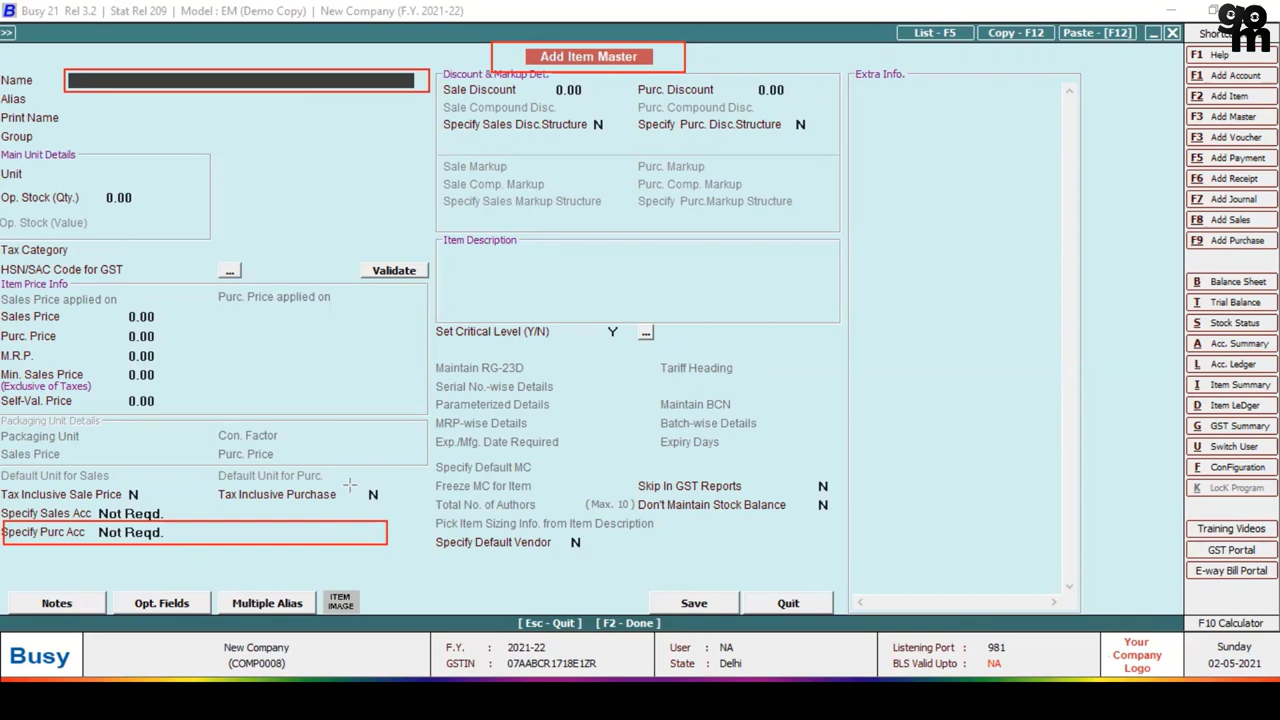 Busy 21 Rel 3.2 | Stat Rel 209 | Model : EM (Demo Copy) | New Company (F.Y. 2021-22)
>>
List - F5
Copy - F12
Paste - [F12]
Add Item Master
Name
Alias
Print Name
Group
Main Unit Details
Unit
Op. Stock (Qty.) 0.00
Op. Stock (Value)
Tax Category
HSN/SAC Code for GST ... Validate
Item Price Info
Sales Price applied on Purc. Price applied on
Sales Price 0.00
Purc. Price 0.00
M.R.P. 0.00
Min. Sales Price 0.00
(Exclusive of Taxes)
Self-Val. Price 0.00
Packaging Unit Details
Packaging Unit Con. Factor
Sales Price Purc. Price
Default Unit for Sales Default Unit for Purc.
Tax Inclusive Sale Price N Tax Inclusive Purchase N
Specify Sales Acc Not Reqd.
Specify Purc Acc Not Reqd.
Notes
Opt. Fields
Multiple Alias
ITEM
IMAGE
Discount & Markup Det.
Sale Discount 0.00 Purc. Discount 0.00
Sale Compound Disc. Purc. Compound Disc.
Specify Sales Disc.Structure N Specify Purc. Disc.Structure N
Sale Markup Purc. Markup
Sale Comp. Markup Purc. Comp. Markup
Specify Sales Markup Structure Specify Purc.Markup Structure
Item Description
Set Critical Level (Y/N) Y ...
Maintain RG-23D Tariff Heading
Serial No.-wise Details
Parameterized Details Maintain BCN
MRP-wise Details Batch-wise Details
Exp./Mfg. Date Required Expiry Days
Specify Default MC
Freeze MC for Item Skip In GST Reports N
Total No. of Authors ( Max. 10 ) Don't Maintain Stock Balance N
Pick Item Sizing Info. from Item Description
Specify Default Vendor N
Save
Quit
Extra Info.
[ Esc - Quit ] [ F2 - Done ]
gom
F1 Help
F1 Add Account
F2 Add Item
F3 Add Master
F3 Add Voucher
F5 Add Payment
F6 Add Receipt
F7 Add Journal
F8 Add Sales
F9 Add Purchase
B Balance Sheet
T Trial Balance
S Stock Status
A Acc. Summary
L Acc. Ledger
I Item Summary
D Item LeDger
G GST Summary
U Switch User
F ConFiguration
K LocK Program
Training Videos
GST Portal
E-way Bill Portal
F10 Calculator
Busy
New Company
(COMP0008)
F.Y. : 2021-22
GSTIN : 07AABCR1718E1ZR
User : NA
State : Delhi
Listening Port : 981
BLS Valid Upto : NA
Your
Company
Logo
Sunday
02-05-2021